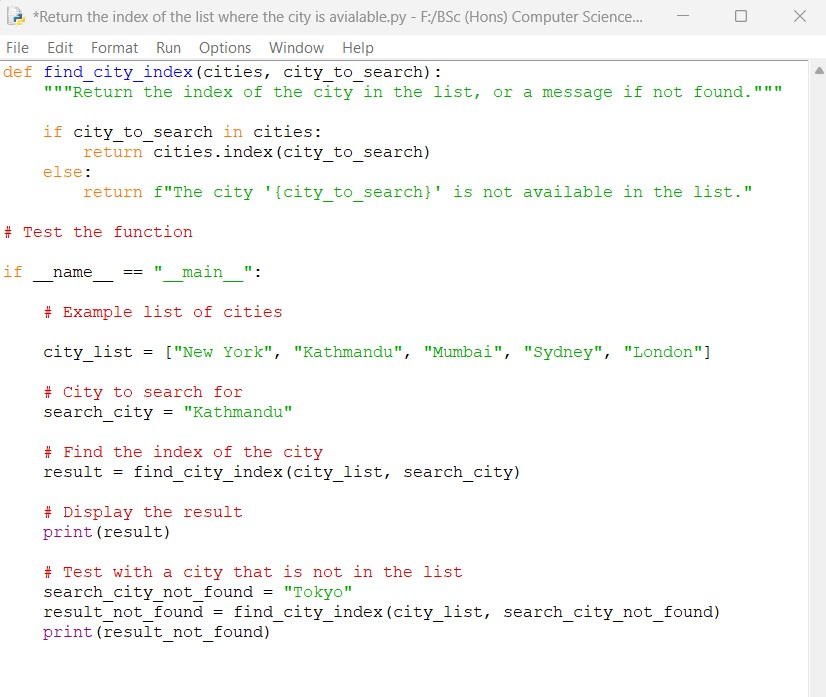 *Return the index of the list where the city is avialable.py - F:/BSc (Hons) Computer Science...
File Edit Format Run Options Window Help
def find_city_index(cities, city_to_search):
    """Return the index of the city in the list, or a message if not found."""
    if city_to_search in cities:
        return cities.index(city_to_search)
    else:
        return f"The city '{city_to_search}' is not available in the list."
# Test the function
if __name__ == "__main__":
    # Example list of cities
    city_list = ["New York", "Kathmandu", "Mumbai", "Sydney", "London"]
    # City to search for
    search_city = "Kathmandu"
    # Find the index of the city
    result = find_city_index(city_list, search_city)
    # Display the result
    print(result)
    # Test with a city that is not in the list
    search_city_not_found = "Tokyo"
    result_not_found = find_city_index(city_list, search_city_not_found)
    print(result_not_found)